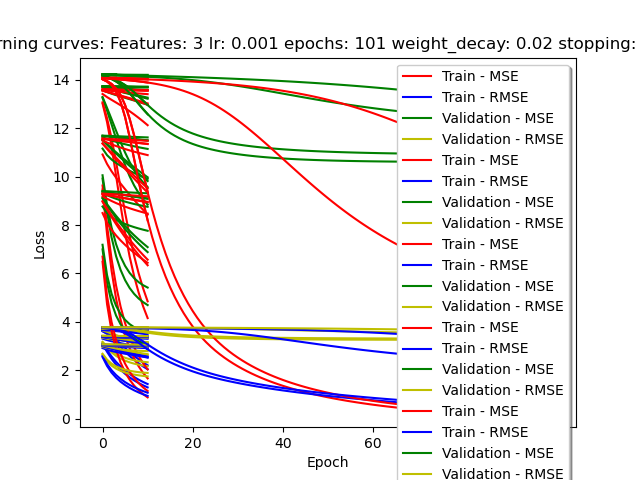 Features: 3 lr: 0.001 epochs: 101 weight_decay: 0.02 stopping:
curves:
Loss
14
12
10
8
6
4
2
0
0
20
40
60
Epoch
Train - MSE
Train - RMSE
Validation - MSE
Validation - RMSE
Train - MSE
Train - RMSE
Validation - MSE
Validation - RMSE
Train - MSE
Train - RMSE
Validation - MSE
Validation - RMSE
Train - MSE
Train - RMSE
Validation - MSE
Validation - RMSE
Train - MSE
Train - RMSE
Validation - MSE
Validation - RMSE